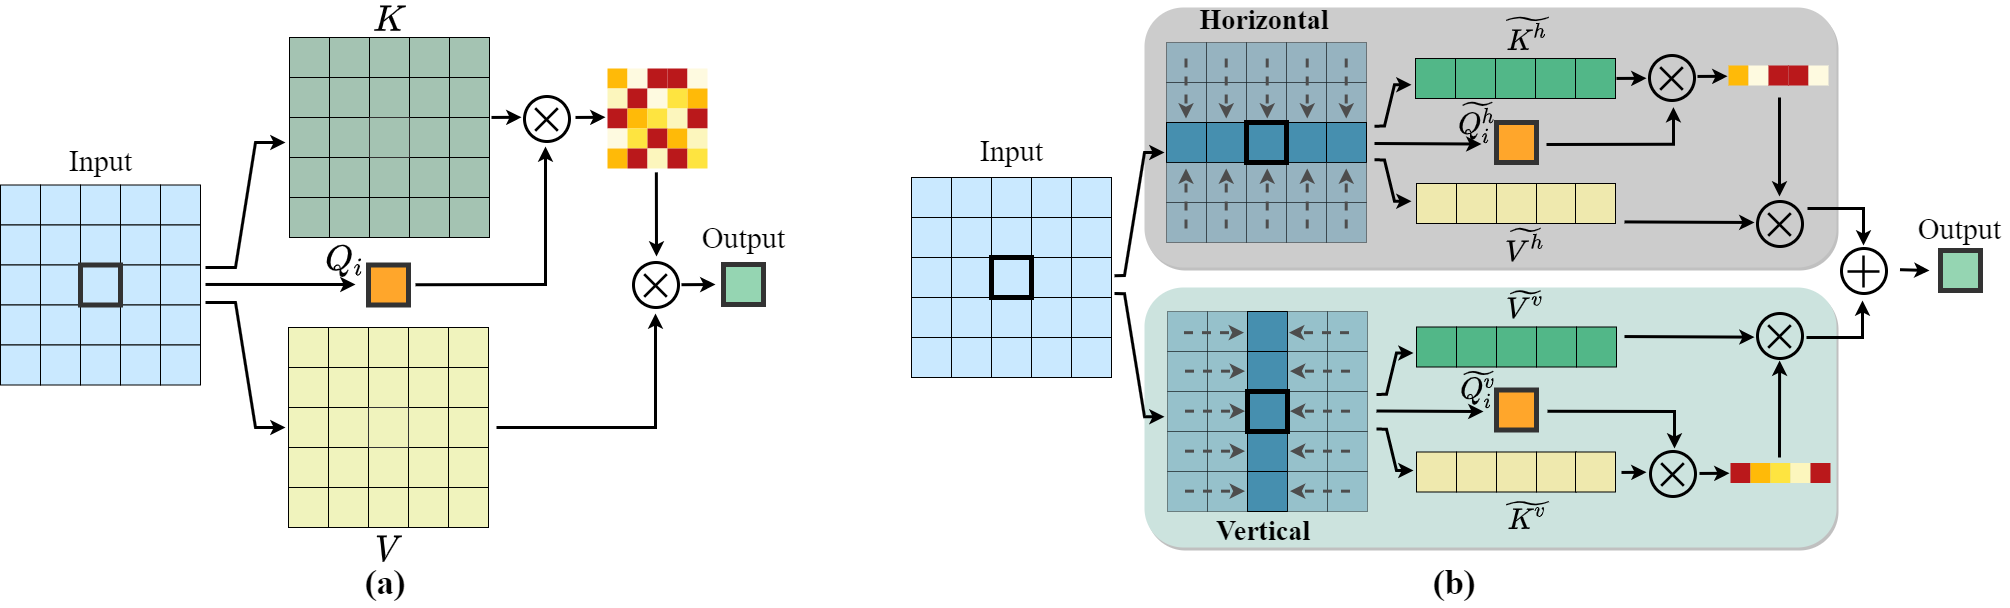 K
Input
Q_i
Output
V
(a)
Horizontal
\widetilde{K^h}
Input
\widetilde{Q_i^h}
\widetilde{V^h}
Output
\widetilde{V^v}
\widetilde{Q_i^v}
\widetilde{K^v}
Vertical
(b)